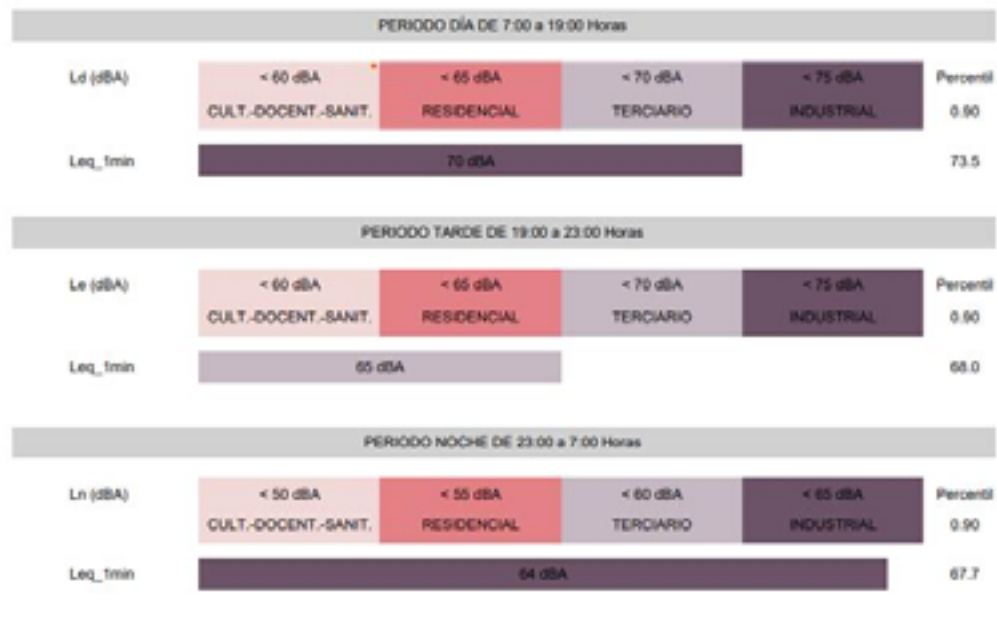 PERIODO DÍA DE 7:00 a 19:00 Horas
Ld (dBA) < 60 dBA < 65 dBA < 70 dBA < 75 dBA Percentil
CULT.-DOCENT.-SANIT. RESIDENCIAL TERCIARIO INDUSTRIAL 0.90
Leq_1min 70 dBA 73.5
PERIODO TARDE DE 19:00 a 23:00 Horas
Le (dBA) < 60 dBA < 65 dBA < 70 dBA < 75 dBA Percentil
CULT.-DOCENT.-SANIT. RESIDENCIAL TERCIARIO INDUSTRIAL 0.90
Leq_1min 65 dBA 68.0
PERIODO NOCHE DE 23:00 a 7:00 Horas
Ln (dBA) < 50 dBA < 55 dBA < 60 dBA < 65 dBA Percentil
CULT.-DOCENT.-SANIT. RESIDENCIAL TERCIARIO INDUSTRIAL 0.90
Leq_1min 64 dBA 67.7